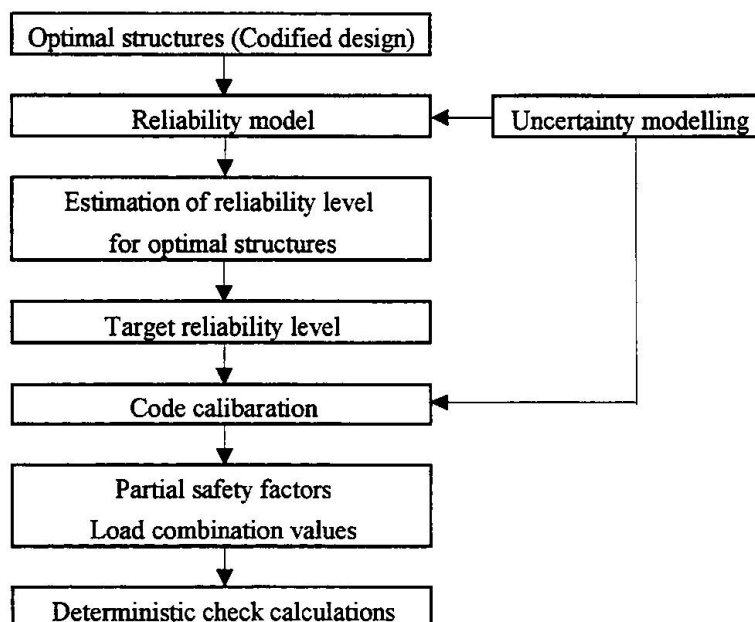 Optimal structures (Codified design)
Reliability model
Uncertainty modelling
Estimation of reliability level
for optimal structures
Target reliability level
Code calibaration
Partial safety factors
Load combination values
Deterministic check calculations